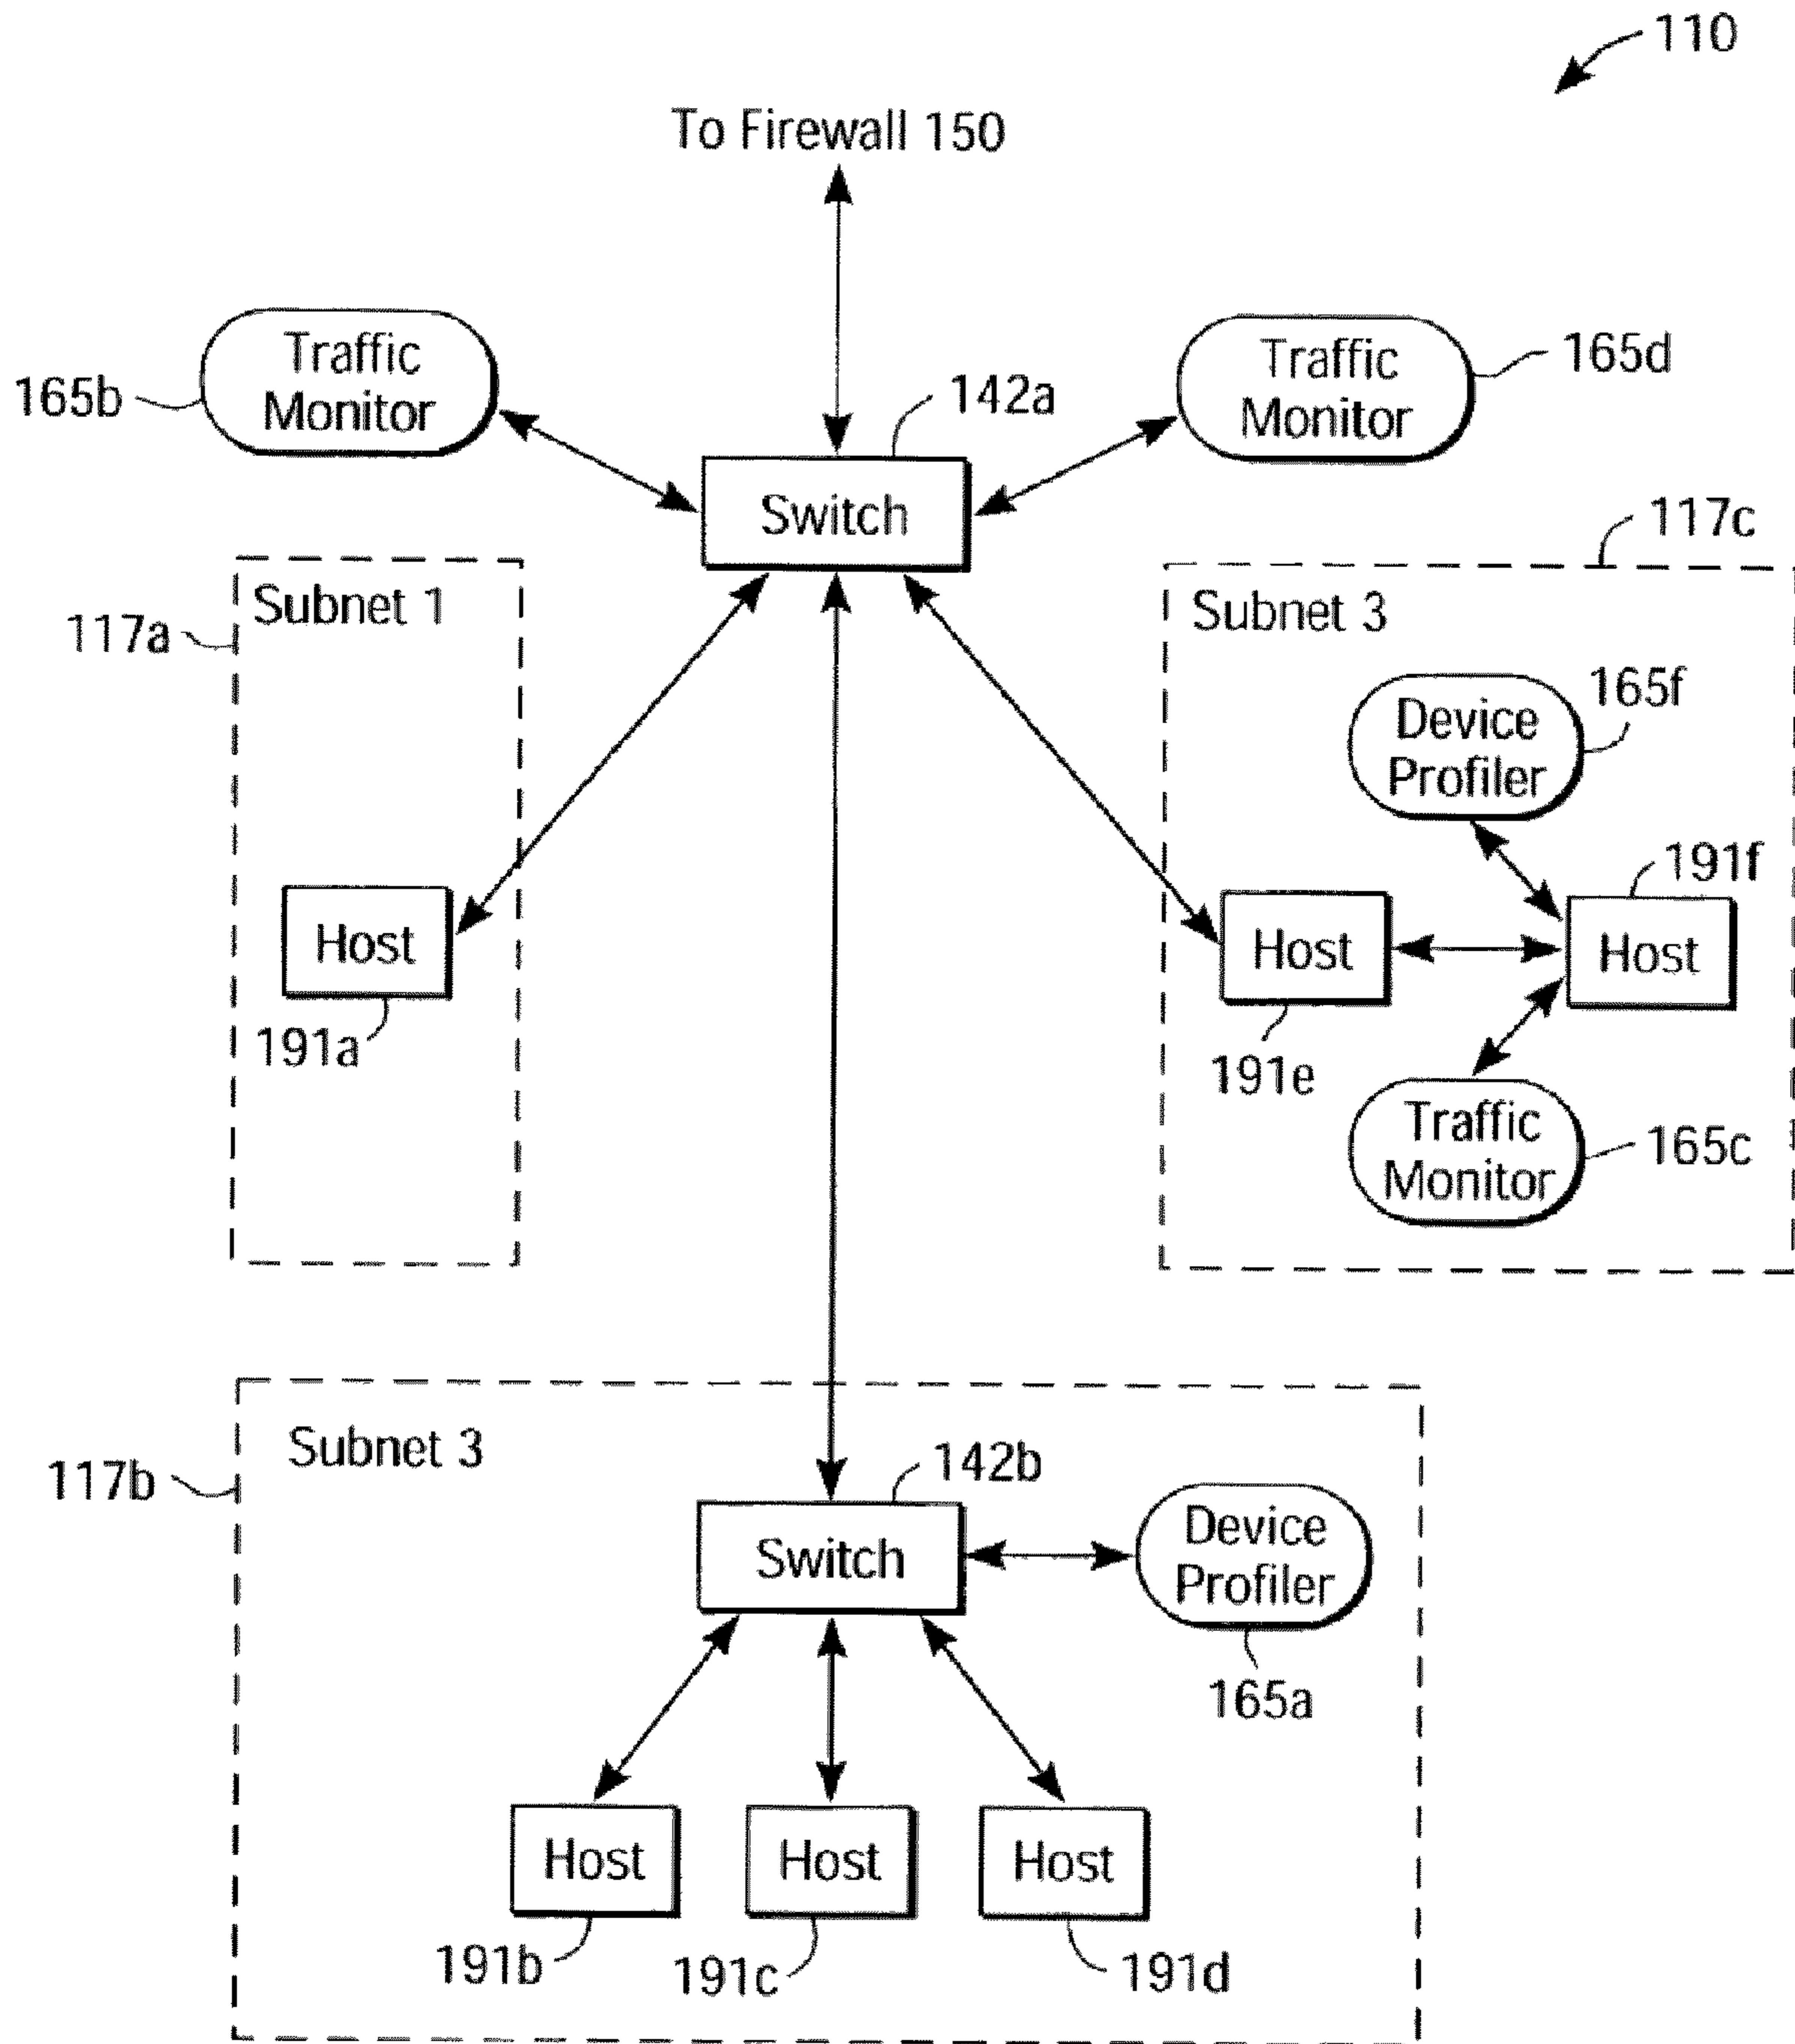 110
To Firewall 150
Traffic
Monitor
165b
142a
Traffic
Monitor
165d
Switch
117c
Subnet 1
117a
Subnet 3
Device
Profiler
165f
191f
Host
191a
Host
191e
Host
Traffic
Monitor
165c
Subnet 3
117b
142b
Switch
Device
Profiler
165a
Host
Host
Host
191b
191c
191d